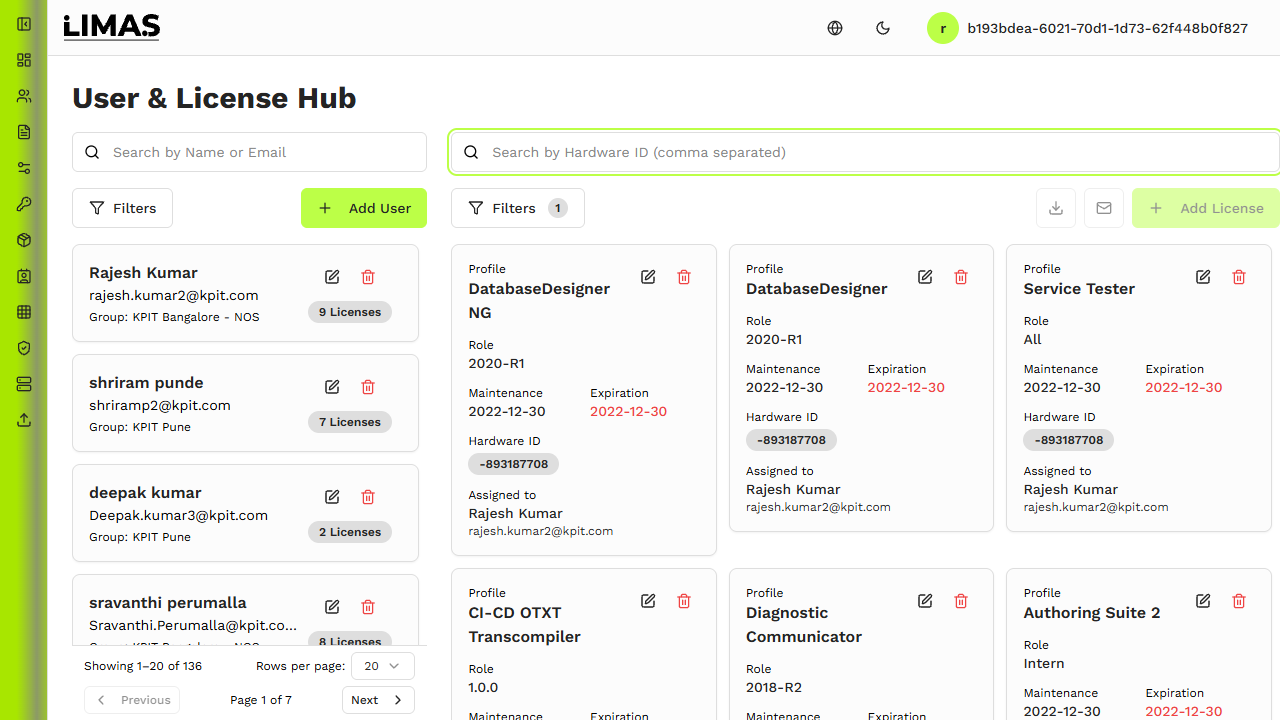 LIMAS
r
b193bdea-6021-70d1-1d73-62f448b0f827
User & License Hub
Search by Name or Email
Search by Hardware ID (comma separated)
Filters
Add User
Filters 1
Add License
Rajesh Kumar
rajesh.kumar2@kpit.com
Group: KPIT Bangalore - NOS
9 Licenses
shriram punde
shriramp2@kpit.com
Group: KPIT Pune
7 Licenses
deepak kumar
Deepak.kumar3@kpit.com
Group: KPIT Pune
2 Licenses
sravanthi perumalla
Sravanthi.Perumalla@kpit.co...
8 Licenses
Showing 1–20 of 136
Rows per page: 20
Previous
Page 1 of 7
Next
Profile
DatabaseDesigner
NG
Role
2020-R1
Maintenance Expiration
2022-12-30 2022-12-30
Hardware ID
-893187708
Assigned to
Rajesh Kumar
rajesh.kumar2@kpit.com
Profile
DatabaseDesigner
Role
2020-R1
Maintenance Expiration
2022-12-30 2022-12-30
Hardware ID
-893187708
Assigned to
Rajesh Kumar
rajesh.kumar2@kpit.com
Profile
Service Tester
Role
All
Maintenance Expiration
2022-12-30 2022-12-30
Hardware ID
-893187708
Assigned to
Rajesh Kumar
rajesh.kumar2@kpit.com
Profile
CI-CD OTXT
Transcompiler
Role
1.0.0
Maintenance Expiration
Profile
Diagnostic
Communicator
Role
2018-R2
Maintenance Expiration
Profile
Authoring Suite 2
Role
Intern
Maintenance Expiration
2022-12-30 2022-12-30